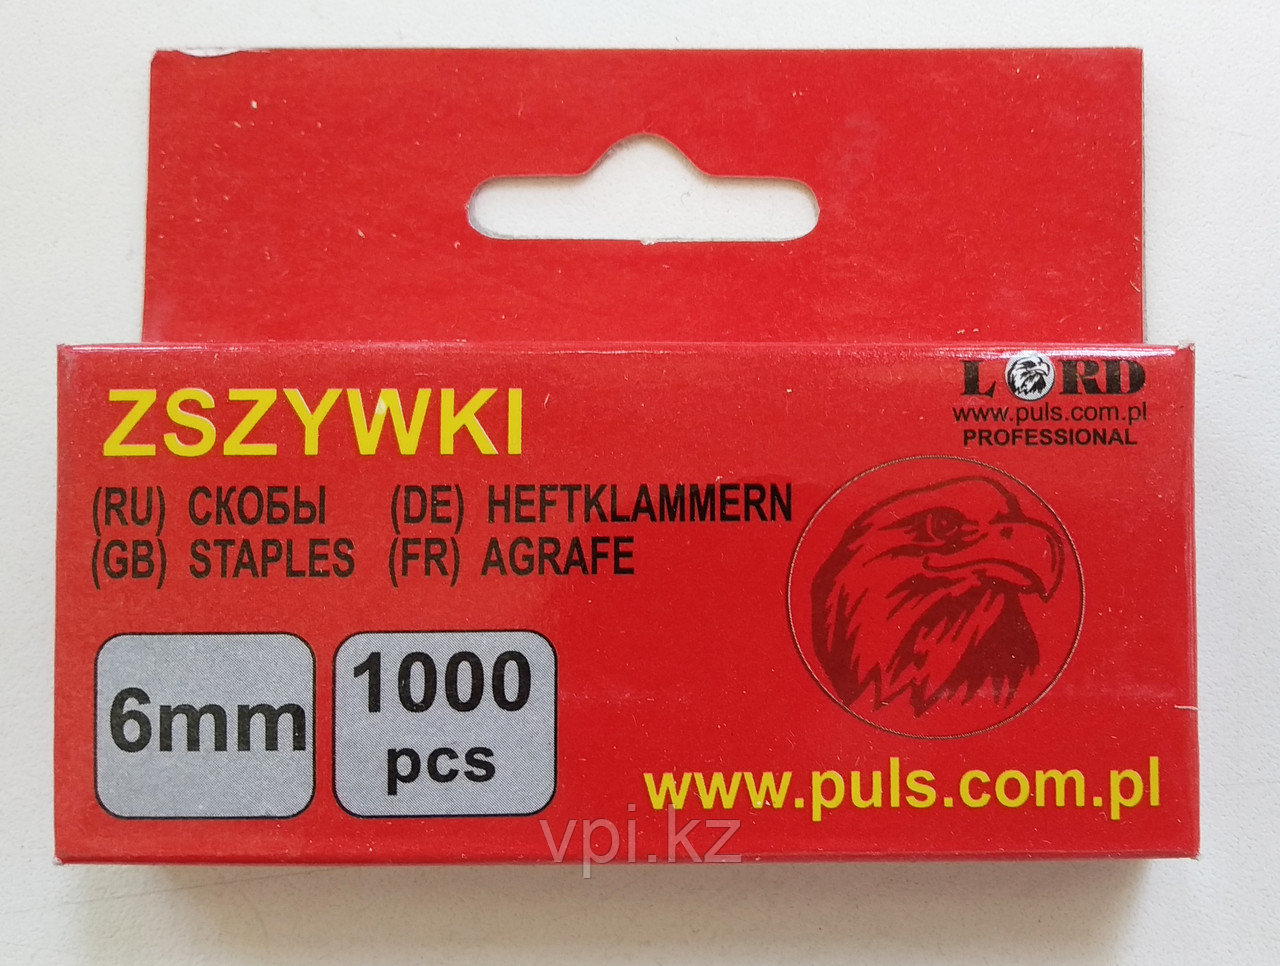 L RD
www.puls.com.pl
PROFESSIONAL
ZSZYWKI
(RU) СКОБЫ (DE) HEFTKLAMMERN
(GB) STAPLES (FR) AGRAFE
6mm
1000
pcs
www.puls.com.pl
vpi.kz